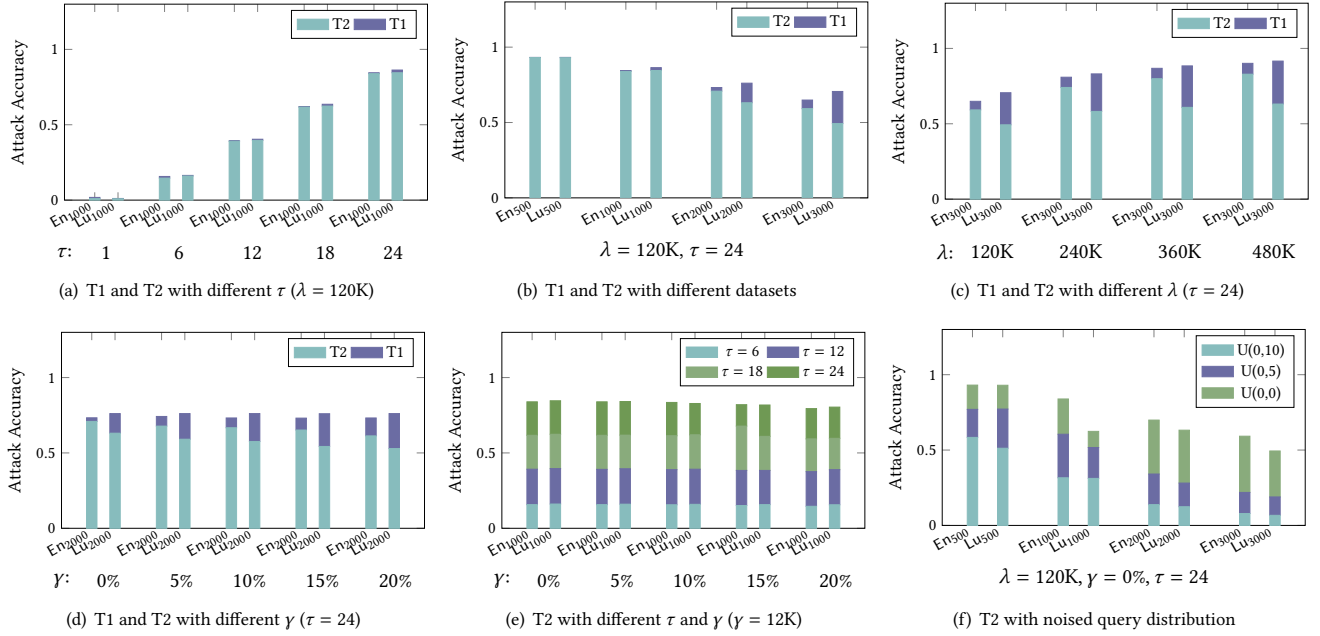 T2 T1
Attack Accuracy
1
0.5
0
En1000 Lu1000 En1000 Lu1000 En1000 Lu1000 En1000 Lu1000 En1000 Lu1000
τ: 1 6 12 18 24
(a) T1 and T2 with different τ (λ = 120K)
T2 T1
Attack Accuracy
1
0.5
0
En500 Lu500 En1000 Lu1000 En2000 Lu2000 En3000 Lu3000
λ = 120K, τ = 24
(b) T1 and T2 with different datasets
T2 T1
Attack Accuracy
1
0.5
0
En3000 Lu3000 En3000 Lu3000 En3000 Lu3000 En3000 Lu3000
λ: 120K 240K 360K 480K
(c) T1 and T2 with different λ (τ = 24)
T2 T1
Attack Accuracy
1
0.5
0
En2000 Lu2000 En2000 Lu2000 En2000 Lu2000 En2000 Lu2000 En2000 Lu2000
γ: 0% 5% 10% 15% 20%
(d) T1 and T2 with different γ (τ = 24)
τ = 6 τ = 12
τ = 18 τ = 24
Attack Accuracy
1
0.5
0
En1000 Lu1000 En1000 Lu1000 En1000 Lu1000 En1000 Lu1000 En1000 Lu1000
γ: 0% 5% 10% 15% 20%
(e) T2 with different τ and γ (γ = 12K)
U(0,10)
U(0,5)
U(0,0)
Attack Accuracy
1
0.5
0
En500 Lu500 En1000 Lu1000 En2000 Lu2000 En3000 Lu3000
λ = 120K, γ = 0%, τ = 24
(f) T2 with noised query distribution